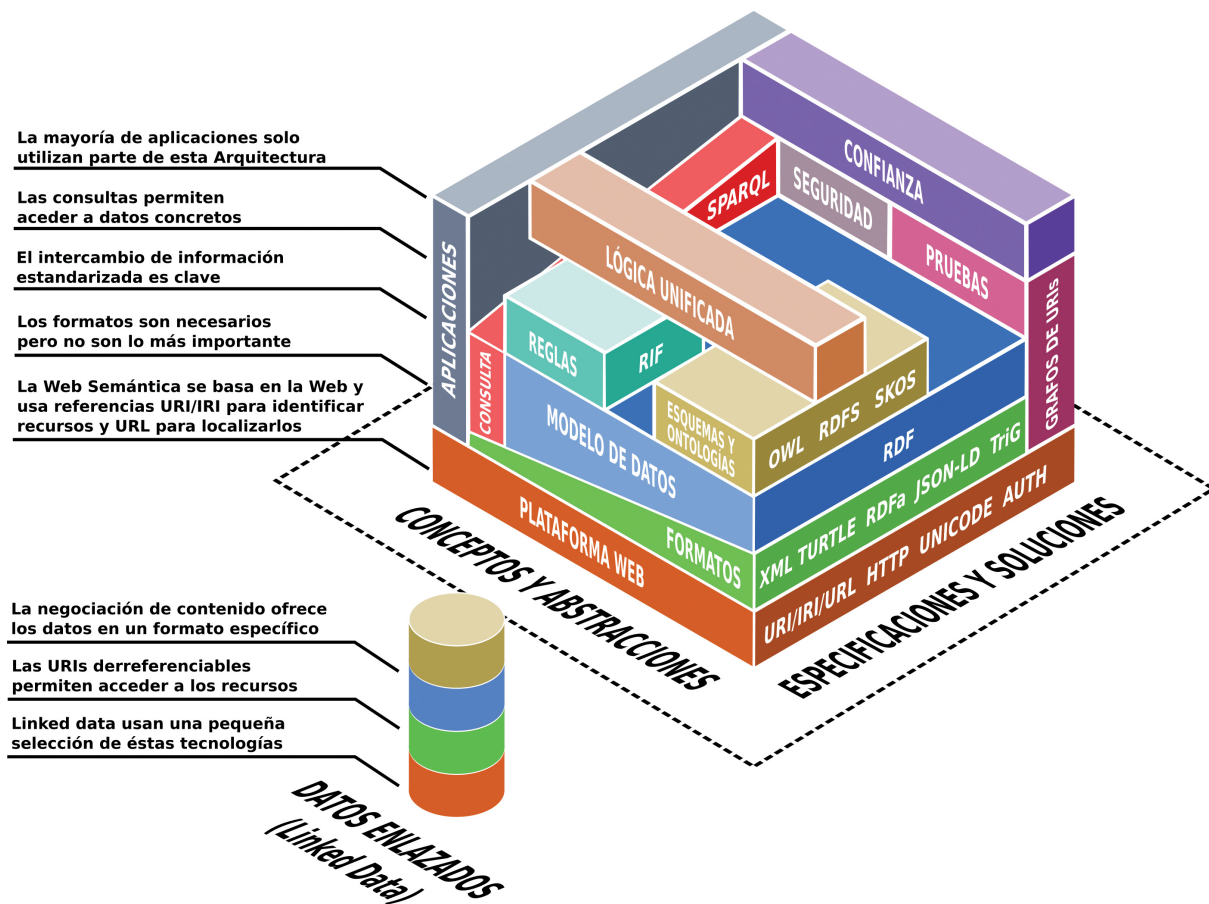 La mayoría de aplicaciones solo
utilizan parte de esta Arquitectura
Las consultas permiten
aceder a datos concretos
El intercambio de información
estandarizada es clave
Los formatos son necesarios
pero no son lo más importante
La Web Semántica se basa en la Web y
usa referencias URI/IRI para identificar
recursos y URL para localizarlos
APLICACIONES
CONFIANZA
SPARQL
SEGURIDAD
PRUEBAS
LÓGICA UNIFICADA
REGLAS
RIF
CONSULTA
MODELO DE DATOS
ESQUEMAS Y
ONTOLOGÍAS
OWL RDFS SKOS
RDF
GRAFOS DE URIs
FORMATOS
XML TURTLE RDFa JSON-LD TriG
PLATAFORMA WEB
URI/IRI/URL HTTP UNICODE AUTH
CONCEPTOS Y ABSTRACCIONES
ESPECIFICACIONES Y SOLUCIONES
La negociación de contenido ofrece
los datos en un formato específico
Las URIs derreferenciables
permiten acceder a los recursos
Linked data usan una pequeña
selección de éstas tecnologías
DATOS ENLAZADOS
(Linked Data)